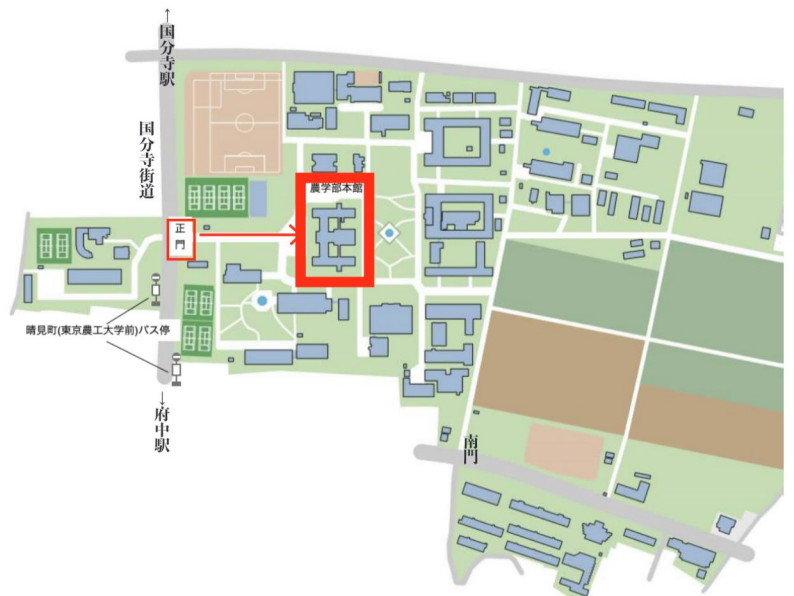 ↑国分寺駅
国分寺街道
農学部本館
正門
晴見町(東京農工大学前)バス停
↓府中駅
南門